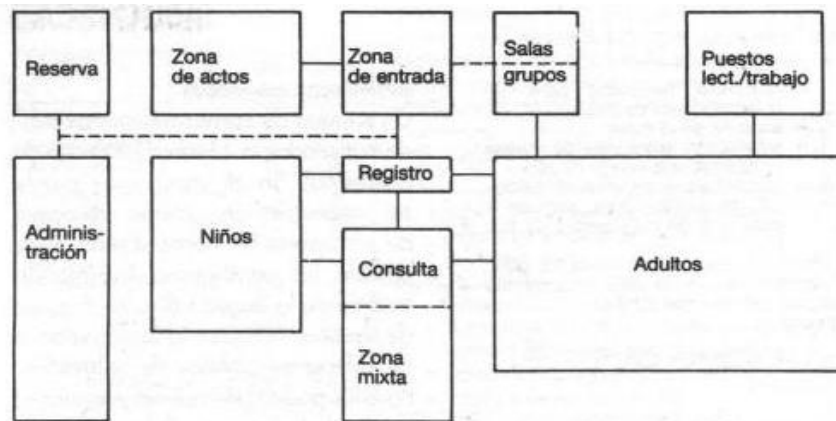 Reserva
Zona
de actos
Zona
de entrada
Salas
grupos
Puestos
lect./trabajo
Registro
Adminis-
tración
Niños
Consulta
Adultos
Zona
mixta